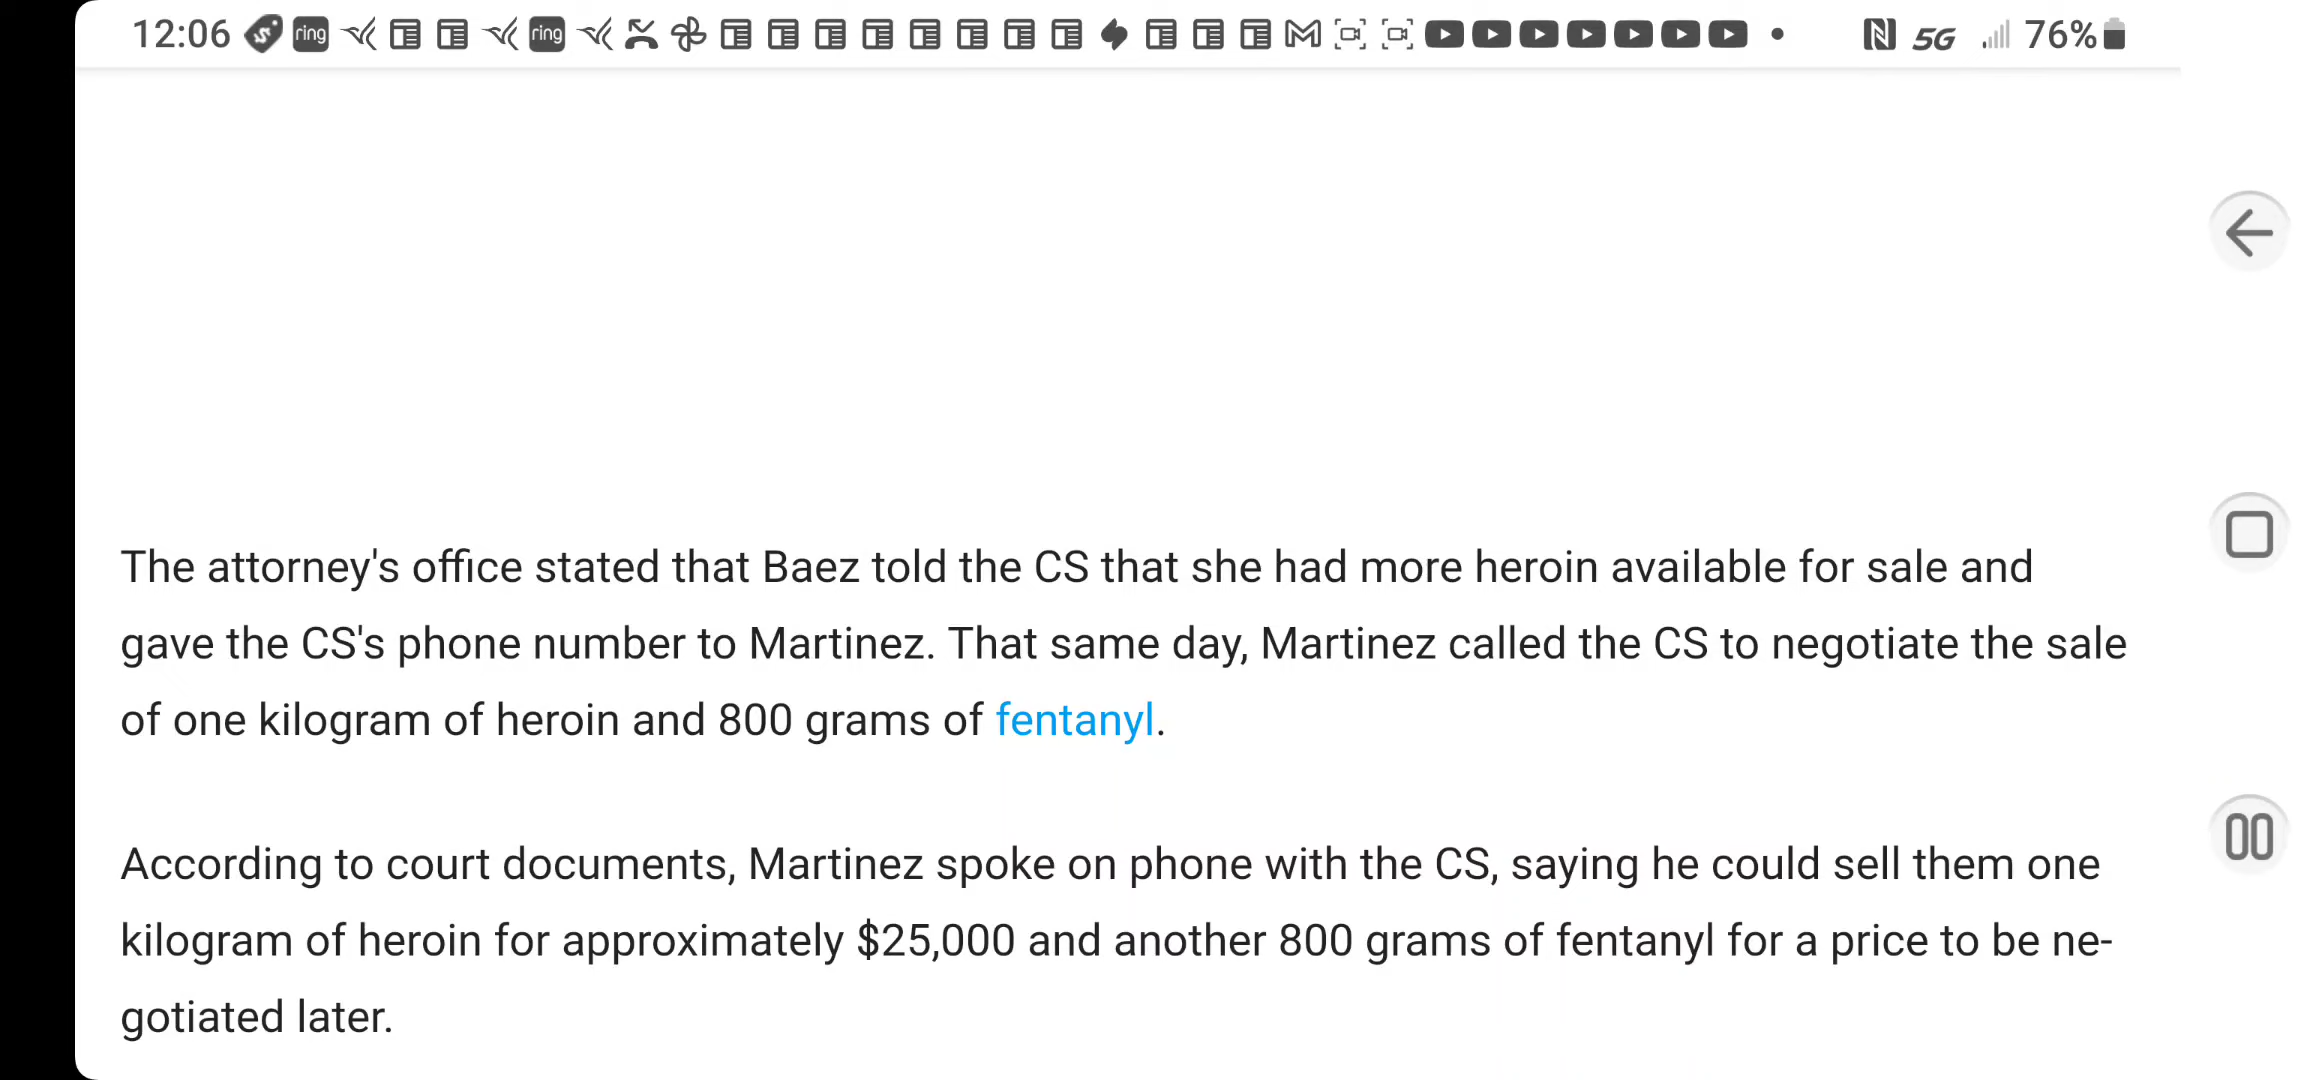 12:06 ring ring 5G 76%
The attorney's office stated that Baez told the CS that she had more heroin available for sale and
gave the CS's phone number to Martinez. That same day, Martinez called the CS to negotiate the sale
of one kilogram of heroin and 800 grams of fentanyl.
According to court documents, Martinez spoke on phone with the CS, saying he could sell them one
kilogram of heroin for approximately $25,000 and another 800 grams of fentanyl for a price to be ne-
gotiated later.